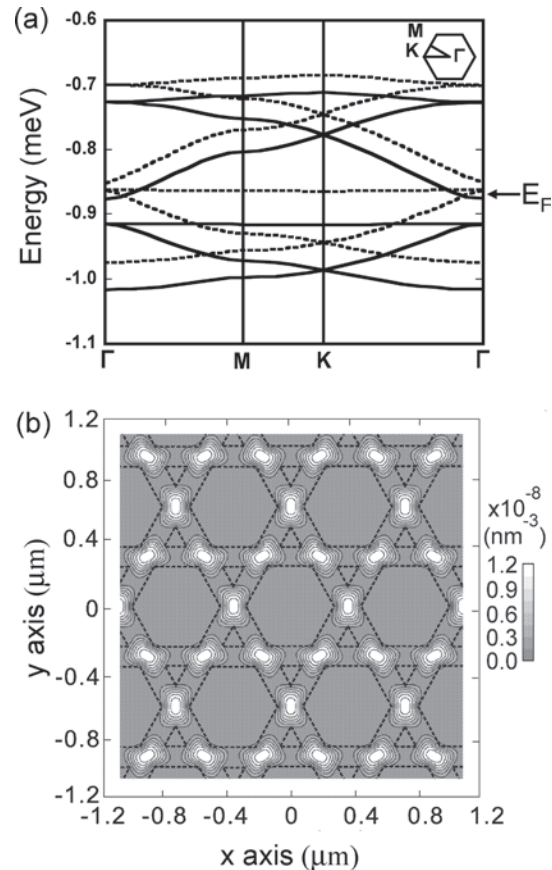 (a)
Energy (meV)
-0.6
-0.7
-0.8
-0.9
-1.0
-1.1
M
K
Γ
E_F
Γ
M
K
Γ
(b)
y axis (μm)
1.2
0.8
0.4
0
-0.4
-0.8
-1.2
x10^-8
(nm^-3)
1.2
0.9
0.6
0.3
0.0
-1.2 -0.8 -0.4 0 0.4 0.8 1.2
x axis (μm)